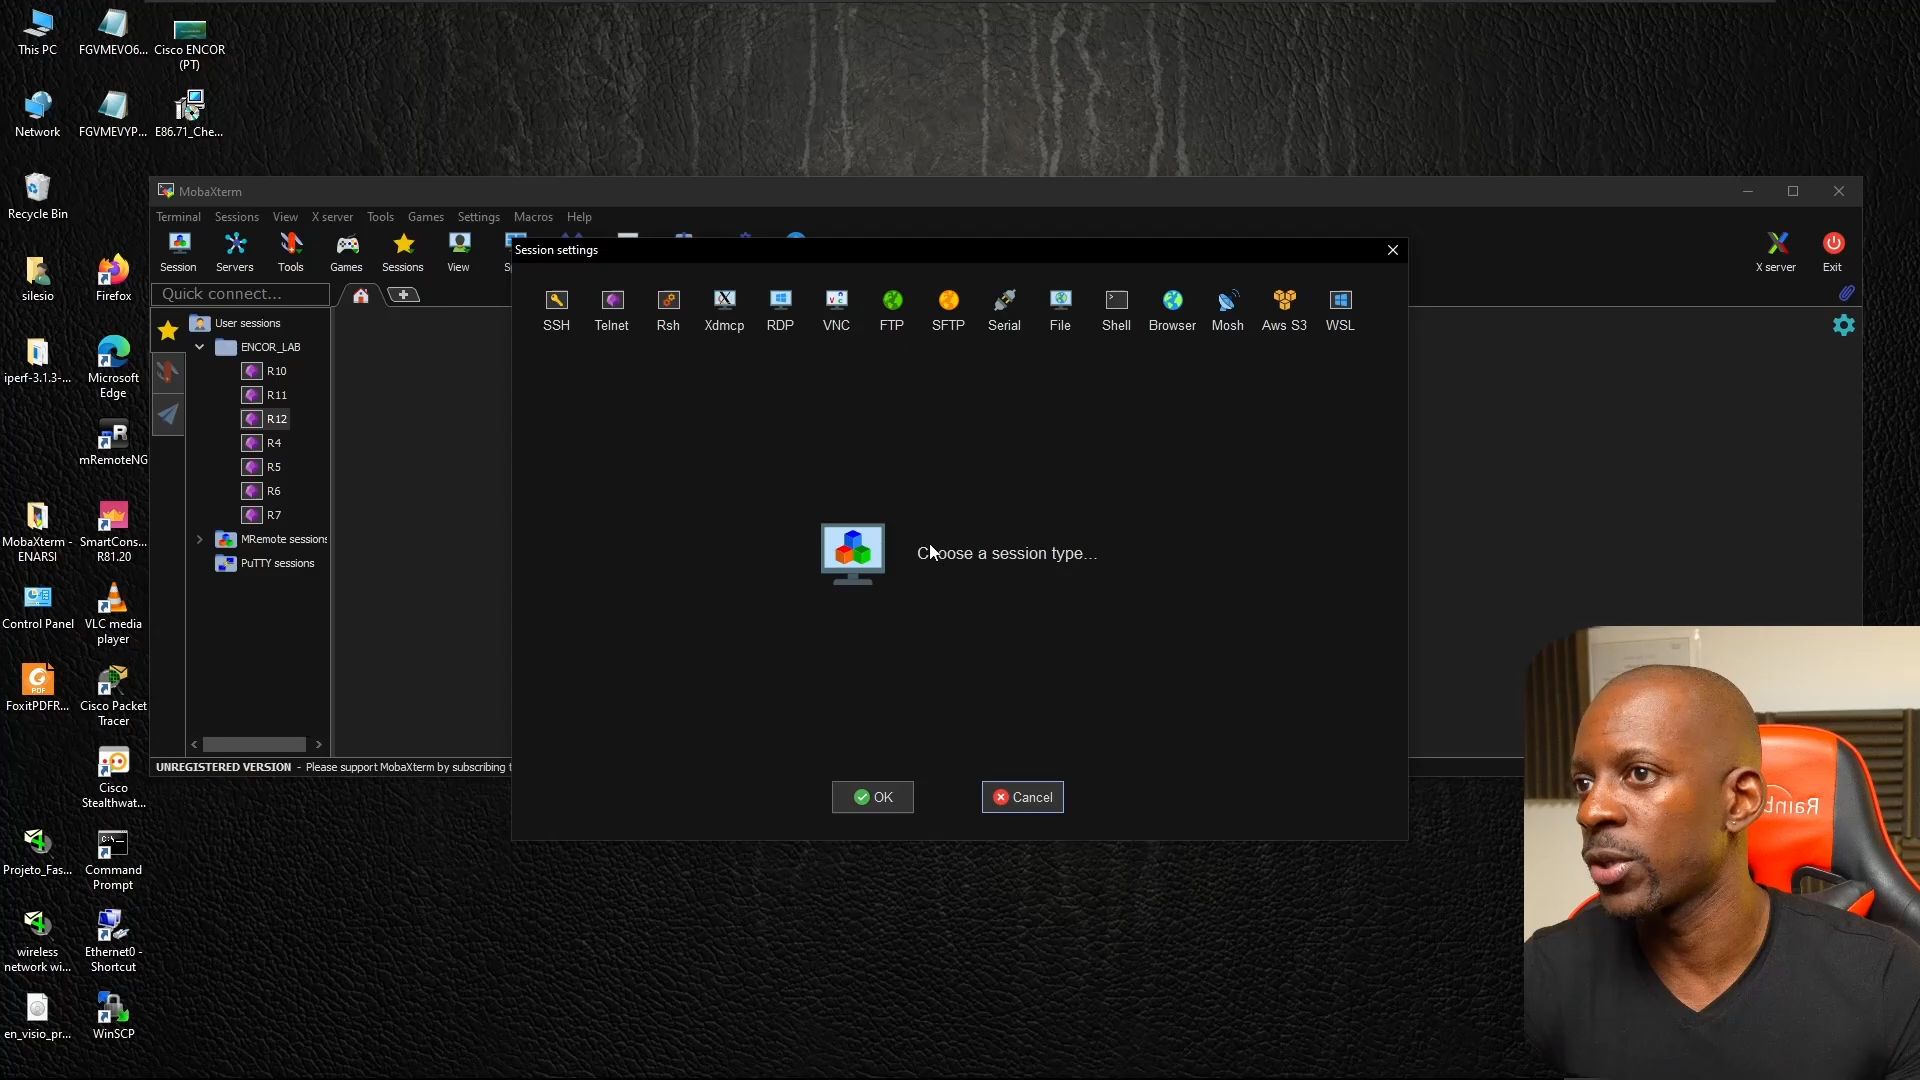 This PC
FGVMEVO6...
Cisco ENCOR
(PT)
Network
FGVMEVYP...
E86.71_Che...
Recycle Bin
silesio
Firefox
iperf-3.1.3-...
Microsoft
Edge
mRemoteNG
MobaXterm -
ENARSI
SmartCons...
R81.20
Control Panel
VLC media
player
FoxitPDFR...
Cisco Packet
Tracer
Cisco
Stealthwat...
Projeto_Fas...
Command
Prompt
wireless
network wi...
Ethernet0 -
Shortcut
en_visio_pr...
WinSCP
MobaXterm
Terminal Sessions View X server Tools Games Settings Macros Help
Session Servers Tools Games Sessions View
X server Exit
Quick connect...
User sessions
ENCOR_LAB
R10
R11
R12
R4
R5
R6
R7
MRemote sessions
PuTTY sessions
UNREGISTERED VERSION - Please support MobaXterm by subscribing
Session settings
SSH Telnet Rsh Xdmcp RDP VNC FTP SFTP Serial File Shell Browser Mosh Aws S3 WSL
Choose a session type...
OK Cancel